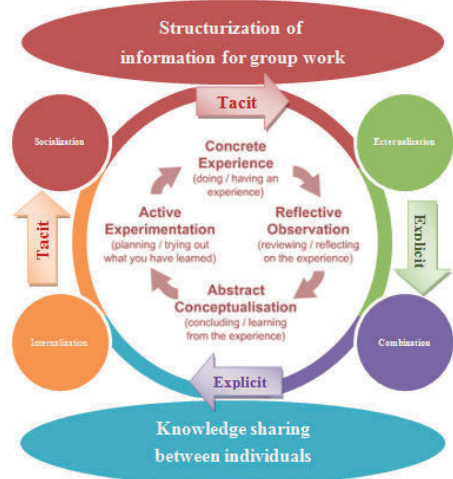 Structurization of
information for group work
Tacit
Socialization
Externalization
Concrete
Experience
(doing / having an
experience)
Active
Experimentation
(planning / trying out
what you have learned)
Reflective
Observation
(reviewing / reflecting
on the experience)
Tacit
Explicit
Abstract
Conceptualisation
(concluding / learning
from the experience)
Internalization
Combination
Explicit
Knowledge sharing
between individuals